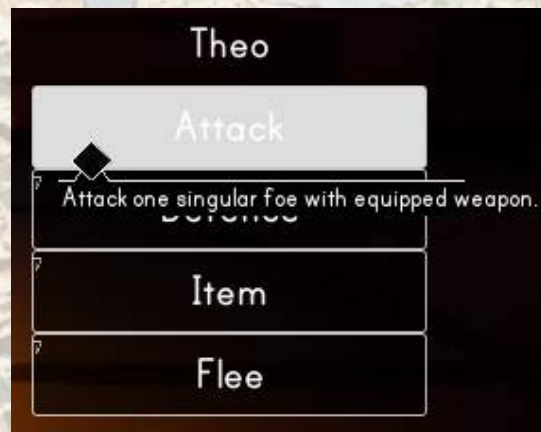 Theo
Attack
Attack one singular foe with equipped weapon.
Item
Flee